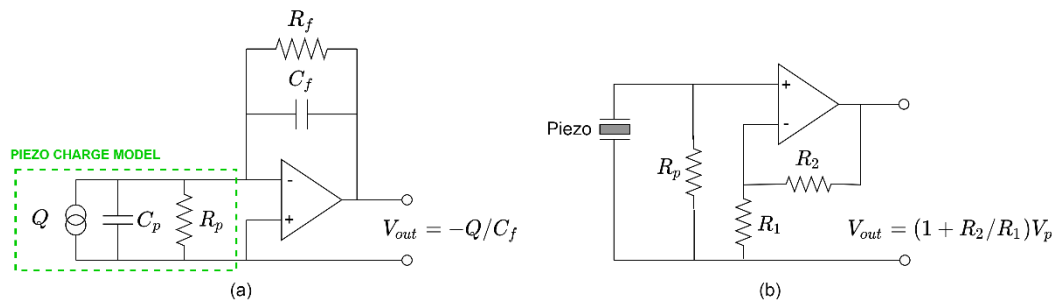 R_f
C_f
PIEZO CHARGE MODEL
Q
C_p
R_p
-
+
V_out = -Q/C_f
(a)
Piezo
R_p
+
-
R_2
R_1
V_out = (1 + R_2/R_1)V_p
(b)